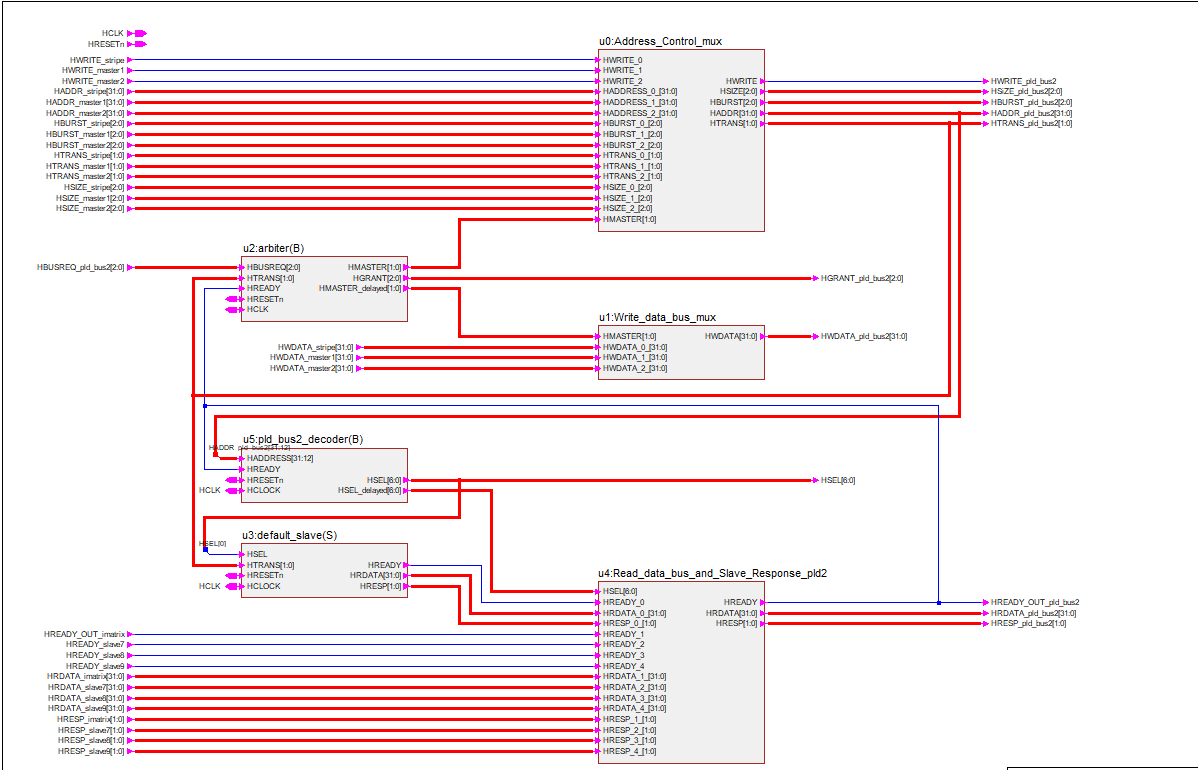 HCLK
HRESETn
u0:Address_Control_mux
HWRITE_stripe HWRITE_0
HWRITE_master1 HWRITE_1
HWRITE_master2 HWRITE_2 HWRITE HWRITE_pld_bus2
HADDR_stripe[31:0] HADDRESS_0_[31:0] HSIZE[2:0] HSIZE_pld_bus2[2:0]
HADDR_master1[31:0] HADDRESS_1_[31:0] HBURST[2:0] HBURST_pld_bus2[2:0]
HADDR_master2[31:0] HADDRESS_2_[31:0] HADDR[31:0] HADDR_pld_bus2[31:0]
HBURST_stripe[2:0] HBURST_0_[2:0] HTRANS[1:0] HTRANS_pld_bus2[1:0]
HBURST_master1[2:0] HBURST_1_[2:0]
HBURST_master2[2:0] HBURST_2_[2:0]
HTRANS_stripe[1:0] HTRANS_0_[1:0]
HTRANS_master1[1:0] HTRANS_1_[1:0]
HTRANS_master2[1:0] HTRANS_2_[1:0]
HSIZE_stripe[2:0] HSIZE_0_[2:0]
HSIZE_master1[2:0] HSIZE_1_[2:0]
HSIZE_master2[2:0] HSIZE_2_[2:0]
HMASTER[1:0]
u2:arbiter(B)
HBUSREQ_pld_bus2[2:0] HBUSREQ[2:0] HMASTER[1:0]
HTRANS[1:0] HGRANT[2:0] HGRANT_pld_bus2[2:0]
HREADY HMASTER_delayed[1:0]
HRESETn
HCLK
u1:Write_data_bus_mux
HMASTER[1:0] HWDATA[31:0] HWDATA_pld_bus2[31:0]
HWDATA_stripe[31:0] HWDATA_0_[31:0]
HWDATA_master1[31:0] HWDATA_1_[31:0]
HWDATA_master2[31:0] HWDATA_2_[31:0]
u5:pld_bus2_decoder(B)
HADDR_pld_bus2[31:12]
HADDRESS[31:12]
HREADY
HRESETn HSEL[6:0] HSEL[6:0]
HCLK HCLOCK HSEL_delayed[6:0]
u3:default_slave(S)
HSEL[0]
HSEL
HTRANS[1:0] HREADY
HRESETn HRDATA[31:0]
HCLK HCLOCK HRESP[1:0]
u4:Read_data_bus_and_Slave_Response_pld2
HSEL[6:0]
HREADY_0 HREADY HREADY_OUT_pld_bus2
HRDATA_0_[31:0] HRDATA[31:0] HRDATA_pld_bus2[31:0]
HRESP_0_[1:0] HRESP[1:0] HRESP_pld_bus2[1:0]
HREADY_OUT_imatrix HREADY_1
HREADY_slave7 HREADY_2
HREADY_slave8 HREADY_3
HREADY_slave9 HREADY_4
HRDATA_imatrix[31:0] HRDATA_1_[31:0]
HRDATA_slave7[31:0] HRDATA_2_[31:0]
HRDATA_slave8[31:0] HRDATA_3_[31:0]
HRDATA_slave9[31:0] HRDATA_4_[31:0]
HRESP_imatrix[1:0] HRESP_1_[1:0]
HRESP_slave7[1:0] HRESP_2_[1:0]
HRESP_slave8[1:0] HRESP_3_[1:0]
HRESP_slave9[1:0] HRESP_4_[1:0]